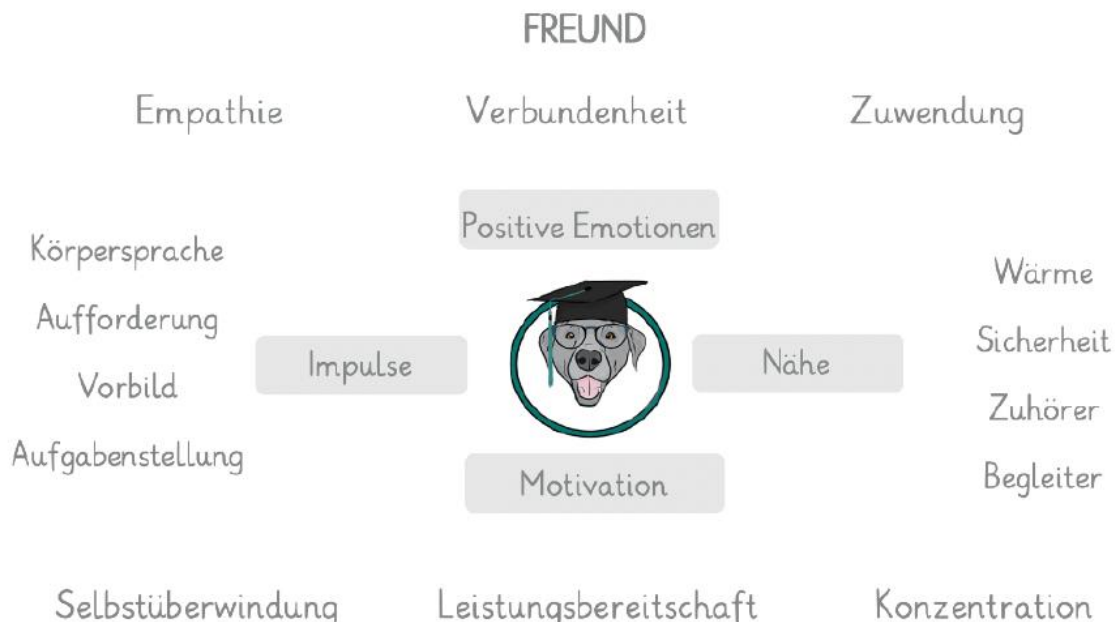 FREUND
Empathie Verbundenheit Zuwendung
Positive Emotionen
Körpersprache
Aufforderung
Vorbild
Aufgabenstellung
Impulse
Nähe
Wärme
Sicherheit
Zuhörer
Begleiter
Motivation
Selbstüberwindung Leistungsbereitschaft Konzentration